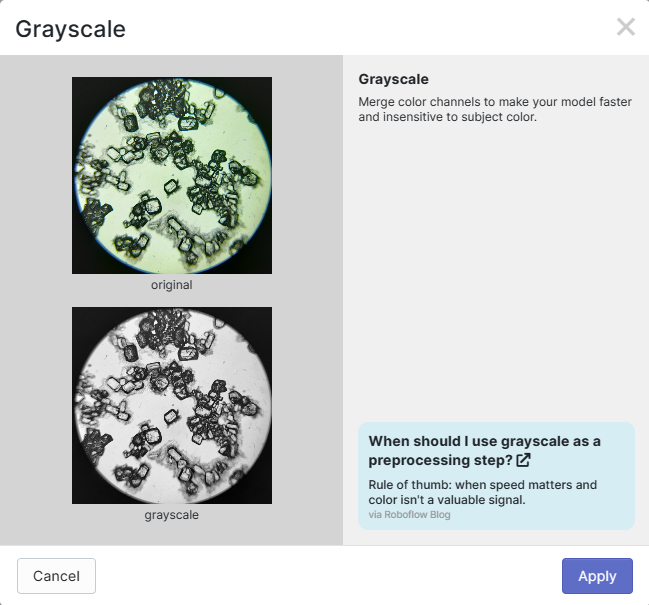 Grayscale
original
grayscale
Grayscale
Merge color channels to make your model faster
and insensitive to subject color.
When should I use grayscale as a
preprocessing step?
Rule of thumb: when speed matters and
color isn't a valuable signal.
via Roboflow Blog
Cancel
Apply